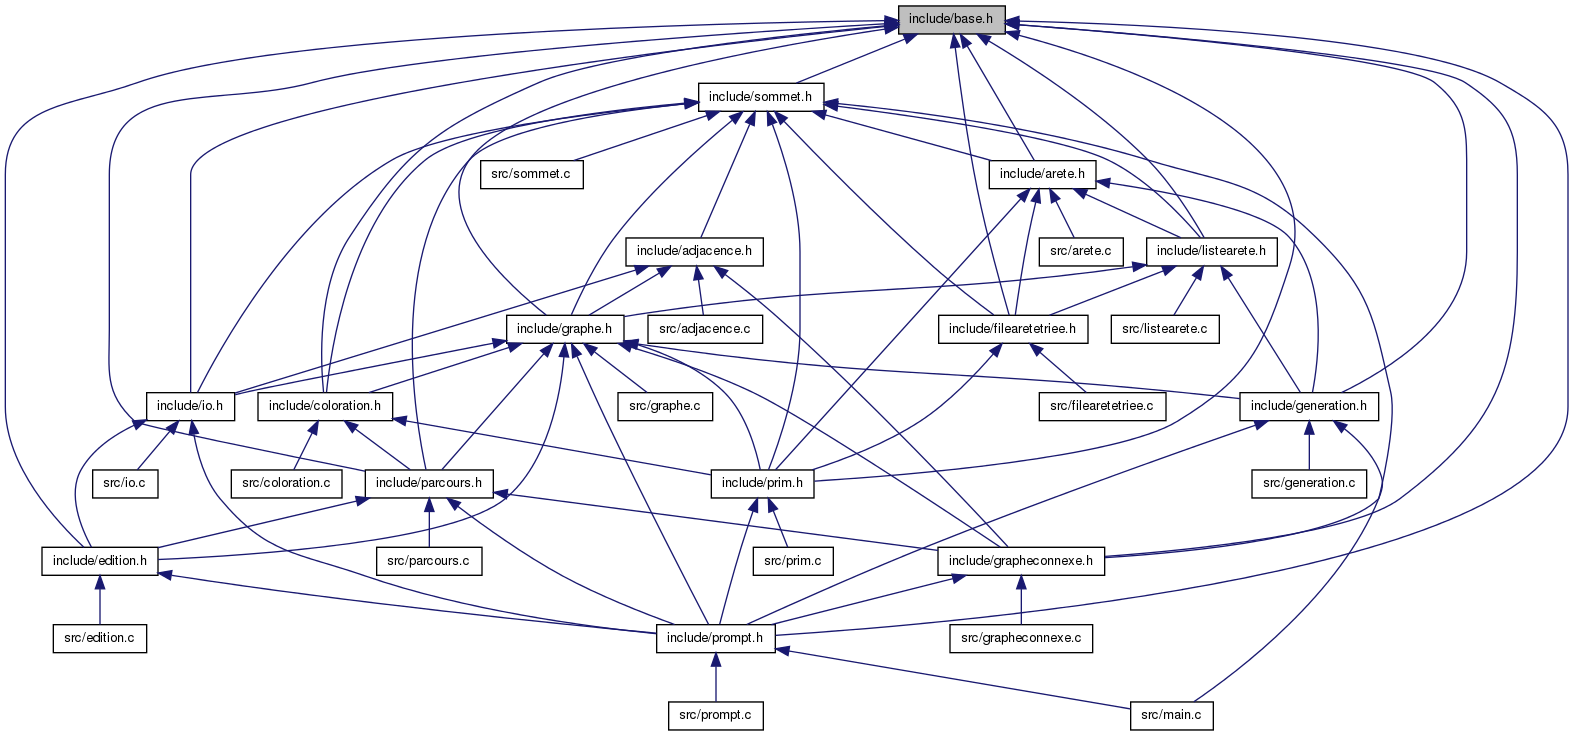 include/base.h
include/sommet.h
src/sommet.c
include/arete.h
include/adjacence.h
src/arete.c
include/listearete.h
include/graphe.h
src/adjacence.c
include/filearetetriee.h
src/listearete.c
include/io.h
include/coloration.h
src/graphe.c
src/filearetetriee.c
include/generation.h
src/io.c
src/coloration.c
include/parcours.h
include/prim.h
src/generation.c
include/edition.h
src/parcours.c
src/prim.c
include/grapheconnexe.h
src/edition.c
include/prompt.h
src/grapheconnexe.c
src/prompt.c
src/main.c